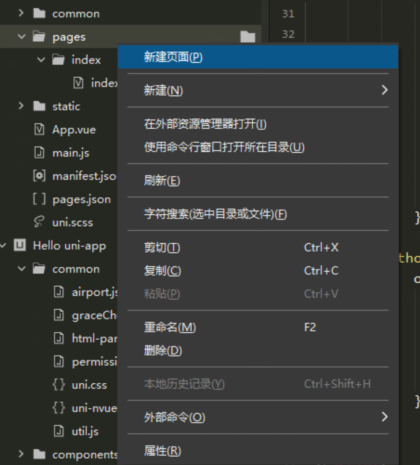 common
31
pages
32
index
新建页面(P)
index
新建(N)
static
App.vue
在外部资源管理器打开(I)
main.js
使用命令行窗口打开所在目录(U)
manifest.jso
刷新(E)
pages.json
uni.scss
字符搜索(选中目录或文件)(F)
}
Hello uni-app
剪切(T) Ctrl+X
tho
common
复制(C) Ctrl+C
airport.js
粘贴(P) Ctrl+V
graceChe
html-par
重命名(M) F2
permissi
删除(D)
uni.css
本地历史记录(Y) Ctrl+Shift+H
uni-nvue
}
util.js
外部命令(O)
components
属性(R)